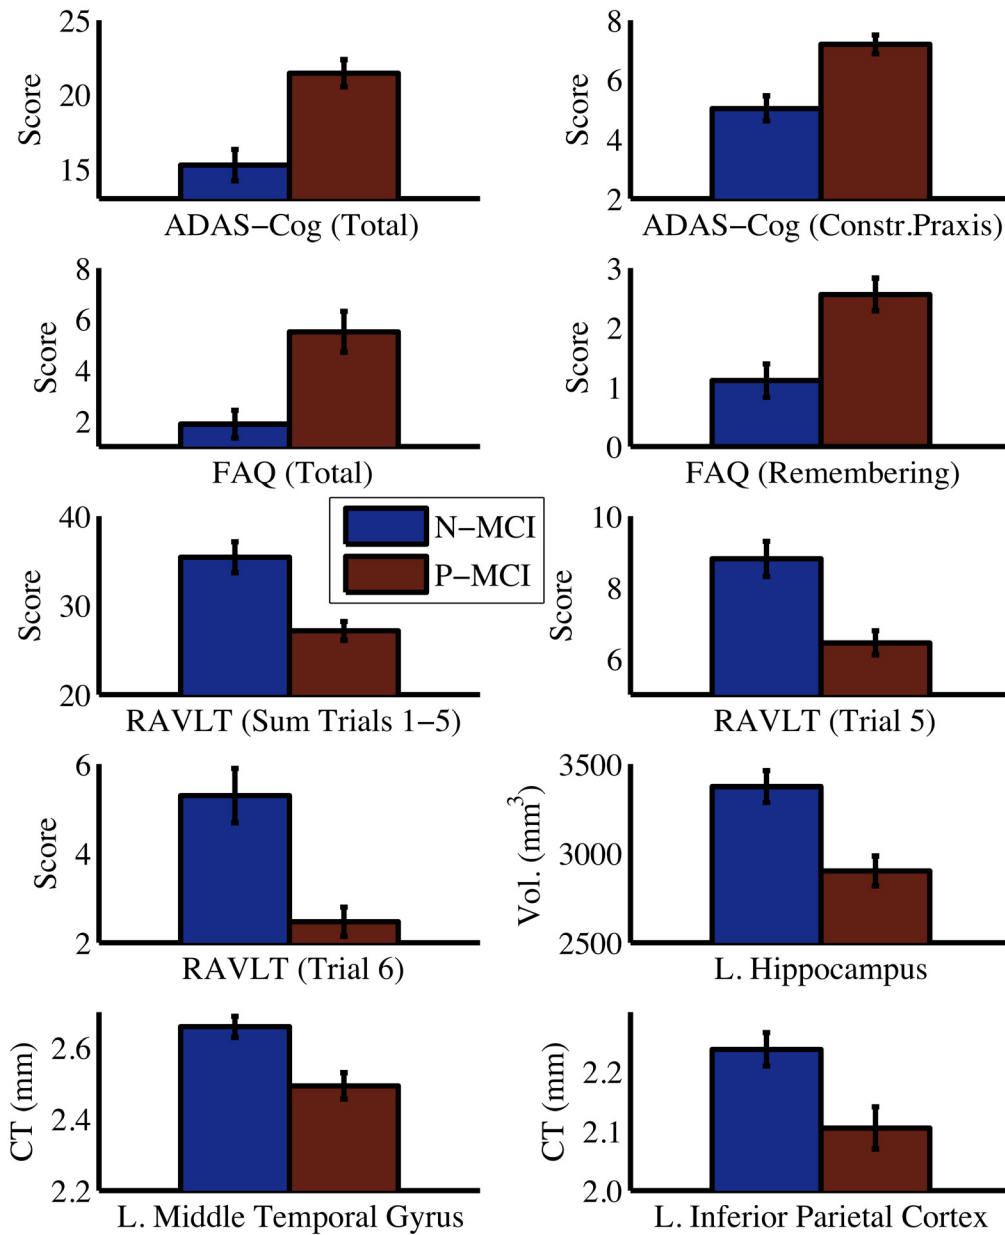 25
20
15
Score
ADAS−Cog (Total)
8
6
4
2
Score
ADAS−Cog (Constr.Praxis)
8
6
4
2
Score
FAQ (Total)
3
2
1
0
Score
FAQ (Remembering)
40
30
20
Score
RAVLT (Sum Trials 1−5)
N−MCI
P−MCI
10
8
6
Score
RAVLT (Trial 5)
6
4
2
Score
RAVLT (Trial 6)
3500
3000
2500
Vol. (mm³)
L. Hippocampus
2.6
2.4
2.2
CT (mm)
L. Middle Temporal Gyrus
2.2
2.1
2.0
CT (mm)
L. Inferior Parietal Cortex